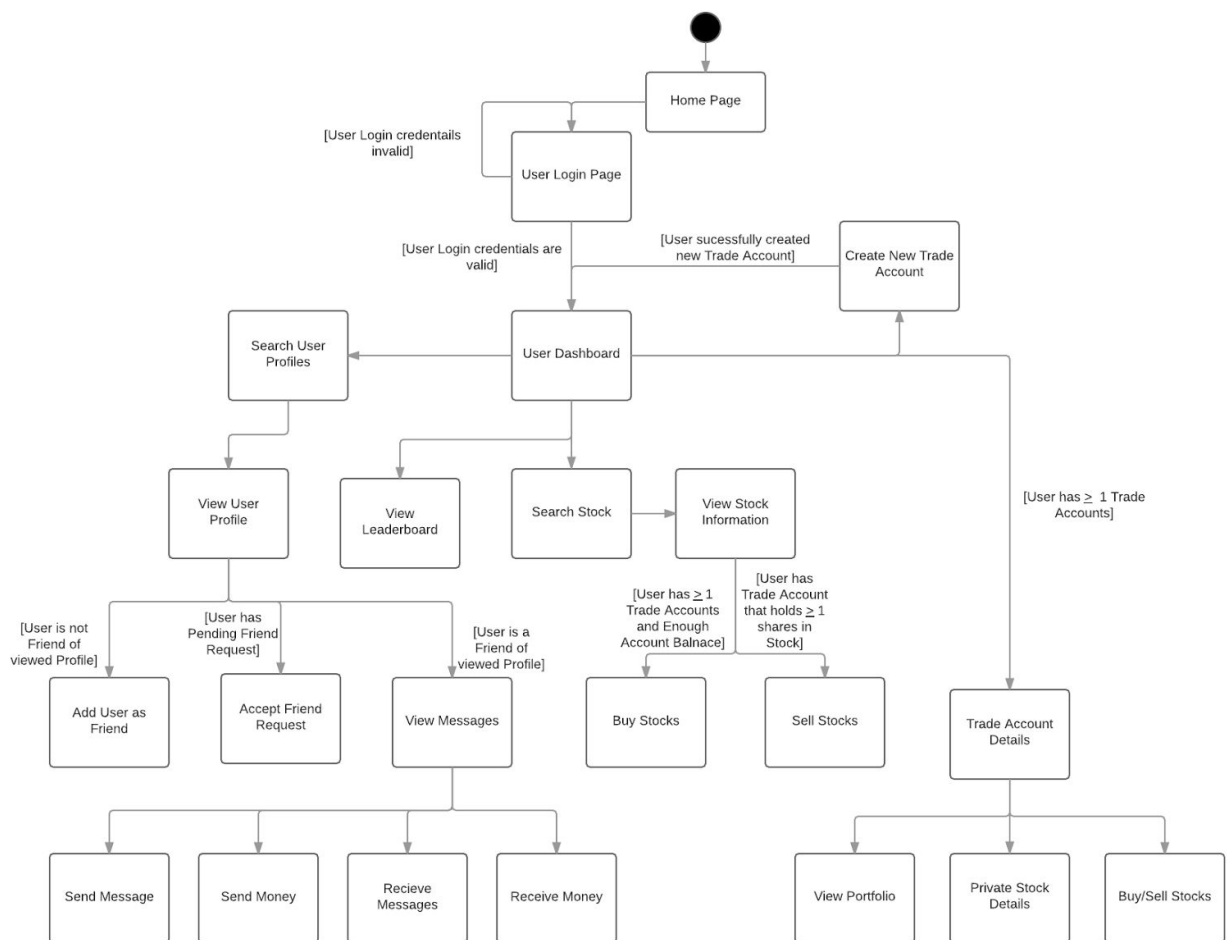 Home Page
[User Login credentails
invalid]
User Login Page
[User Login credentials are
valid]
[User sucessfully created
new Trade Account]
Create New Trade
Account
Search User
Profiles
User Dashboard
View User
Profile
View
Leaderboard
Search Stock
View Stock
Information
[User has ≥ 1 Trade
Accounts]
[User is not
Friend of
viewed Profile]
[User has
Pending Friend
Request]
[User is a
Friend of
viewed Profile]
[User has ≥ 1
Trade Accounts
and Enough
Account Balnace]
[User has
Trade Account
that holds ≥ 1
shares in
Stock]
Add User as
Friend
Accept Friend
Request
View Messages
Buy Stocks
Sell Stocks
Trade Account
Details
Send Message
Send Money
Recieve
Messages
Receive Money
View Portfolio
Private Stock
Details
Buy/Sell Stocks